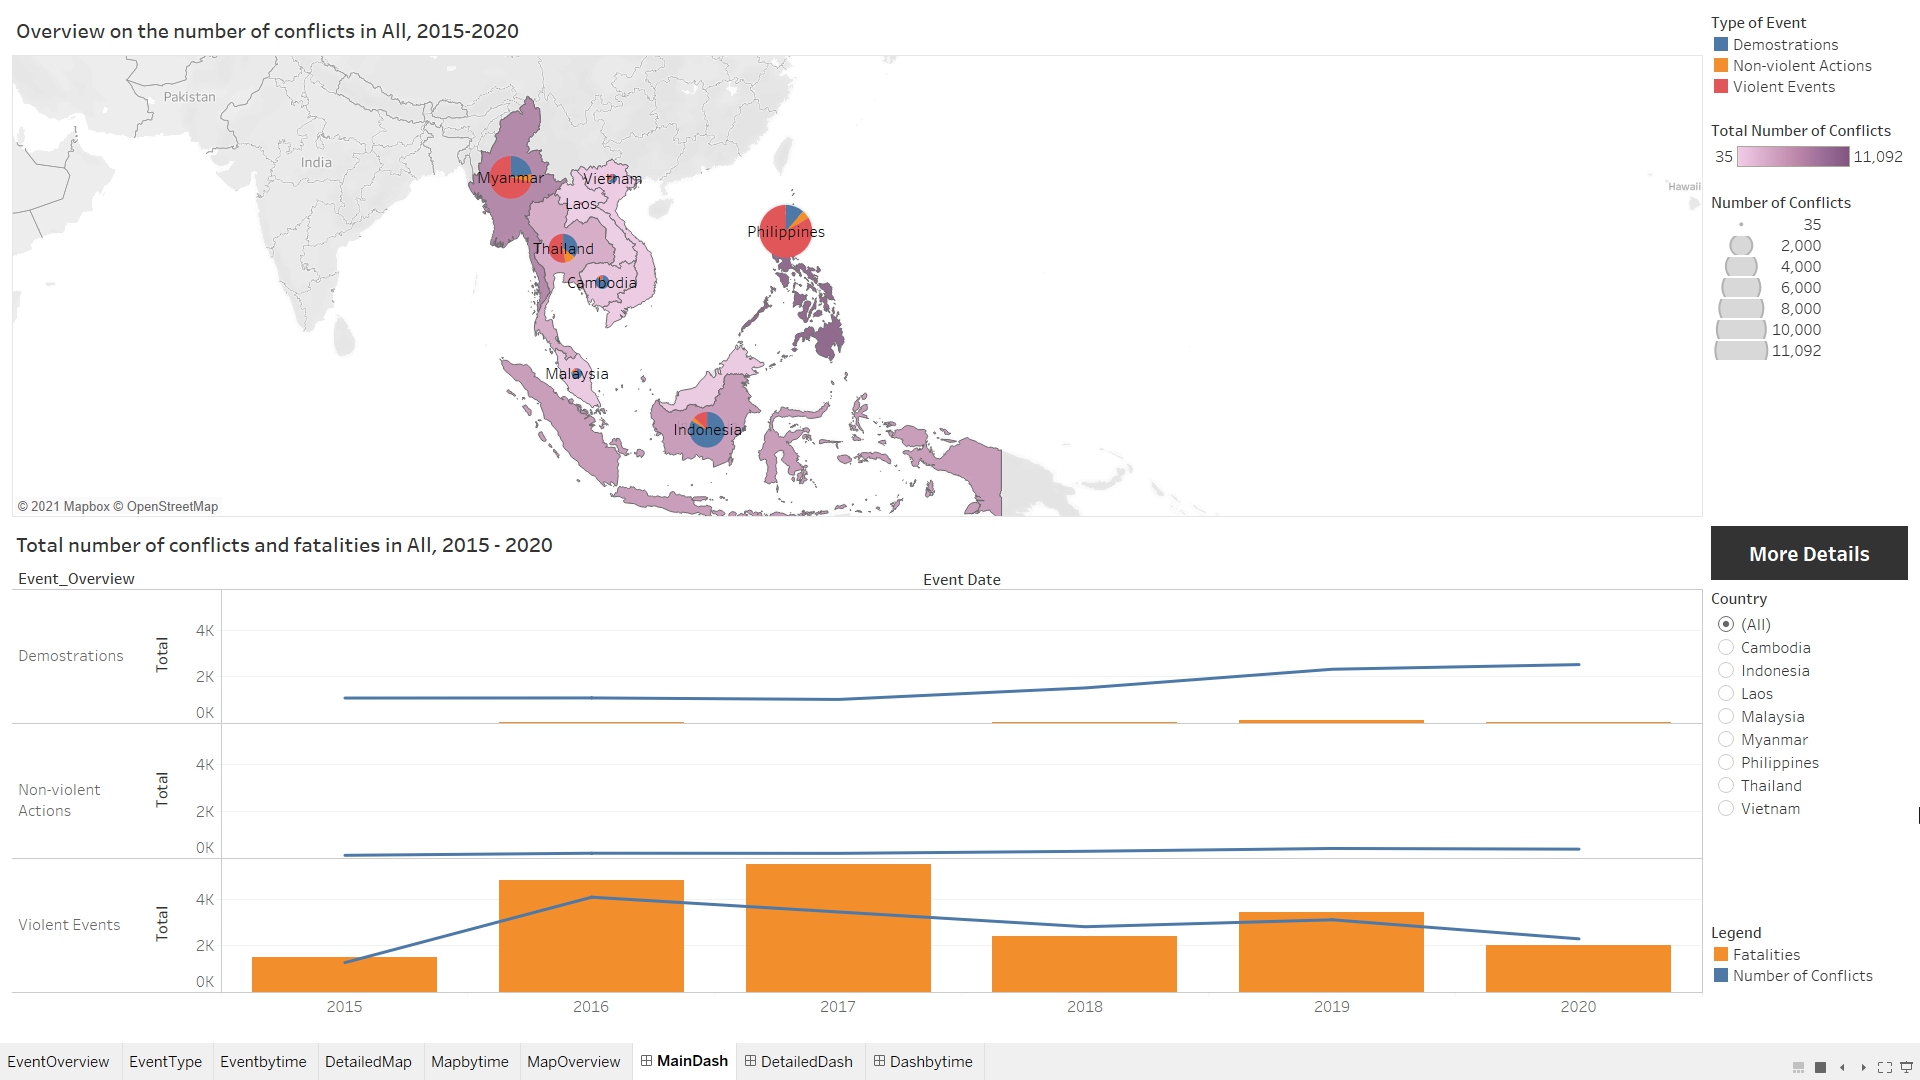 Overview on the number of conflicts in All, 2015-2020
Pakistan
India
Myanmar
Vietnam
Laos
Thailand
Cambodia
Philippines
Malaysia
Indonesia
Hawaii
© 2021 Mapbox © OpenStreetMap
Type of Event
Demostrations
Non-violent Actions
Violent Events
Total Number of Conflicts
35 11,092
Number of Conflicts
35
2,000
4,000
6,000
8,000
10,000
11,092
Total number of conflicts and fatalities in All, 2015 - 2020
Event_Overview
Event Date
Demostrations
Total
4K
2K
0K
Non-violent
Actions
Total
4K
2K
0K
Violent Events
Total
4K
2K
0K
2015 2016 2017 2018 2019 2020
More Details
Country
(All)
Cambodia
Indonesia
Laos
Malaysia
Myanmar
Philippines
Thailand
Vietnam
Legend
Fatalities
Number of Conflicts
EventOverview EventType Eventbytime DetailedMap Mapbytime MapOverview MainDash DetailedDash Dashbytime